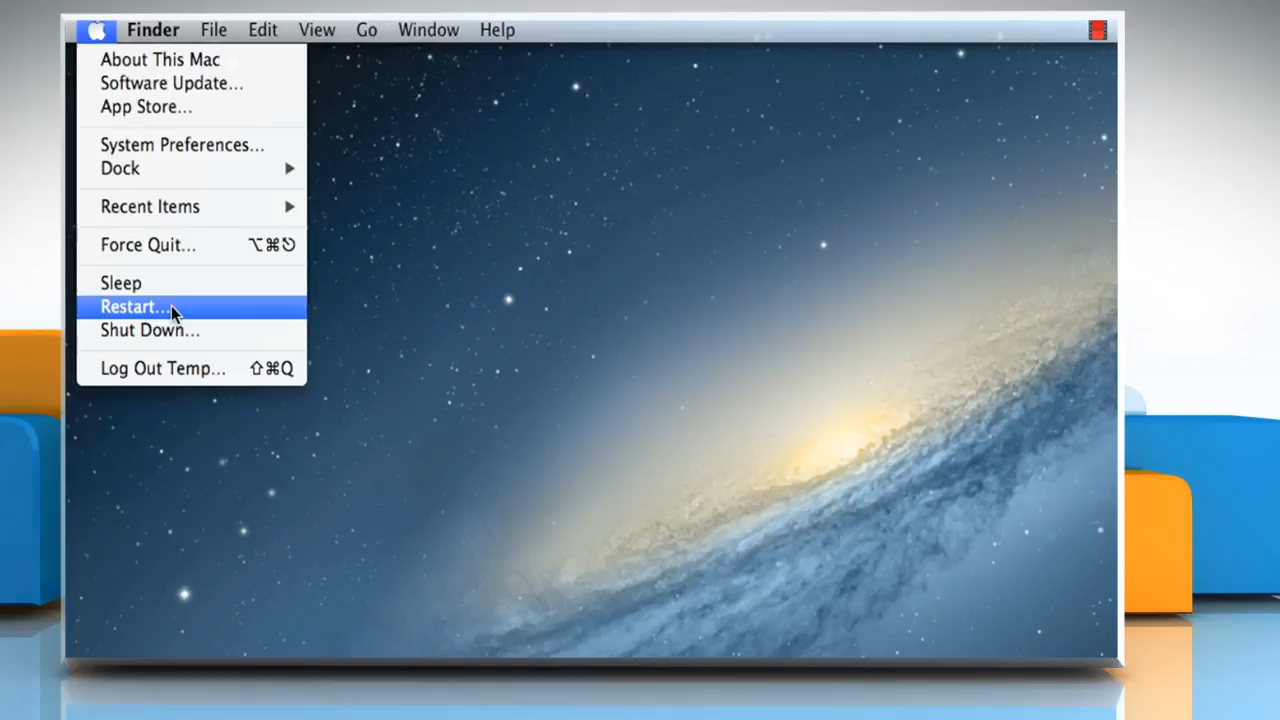 Finder File Edit View Go Window Help
About This Mac
Software Update...
App Store...
System Preferences...
Dock
Recent Items
Force Quit... ⌥⌘⎋
Sleep
Restart...
Shut Down...
Log Out Temp... ⇧⌘Q